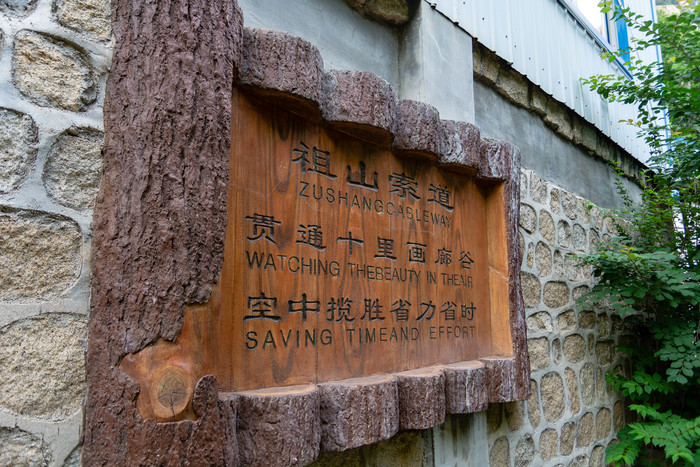 祖山索道
ZUSHANGCABLEWAY
贯通十里画廊谷
WATCHING THEBEAUTY IN THEAIR
空中揽胜省力省时
SAVING TIMEAND EFFORT